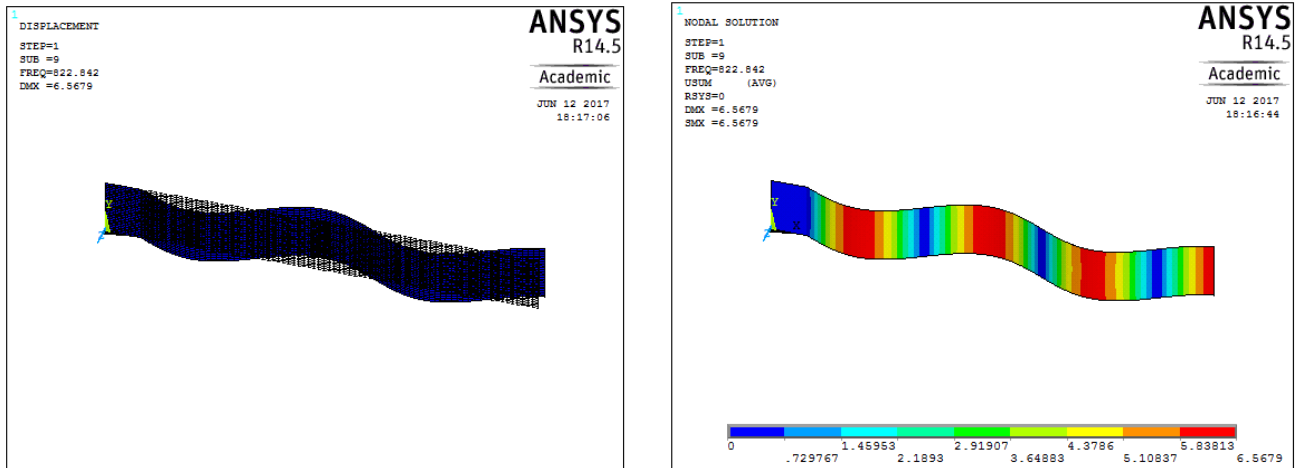 1
DISPLACEMENT
STEP=1
SUB =9
FREQ=822.842
DMX =6.5679
ANSYS
R14.5
Academic
JUN 12 2017
18:17:06
Y
Z
1
NODAL SOLUTION
STEP=1
SUB =9
FREQ=822.842
USUM     (AVG)
RSYS=0
DMX =6.5679
SMX =6.5679
ANSYS
R14.5
Academic
JUN 12 2017
18:16:44
Y
Z X
0 1.45953 2.91907 4.3786 5.83813
.729767 2.1893 3.64883 5.10837 6.5679